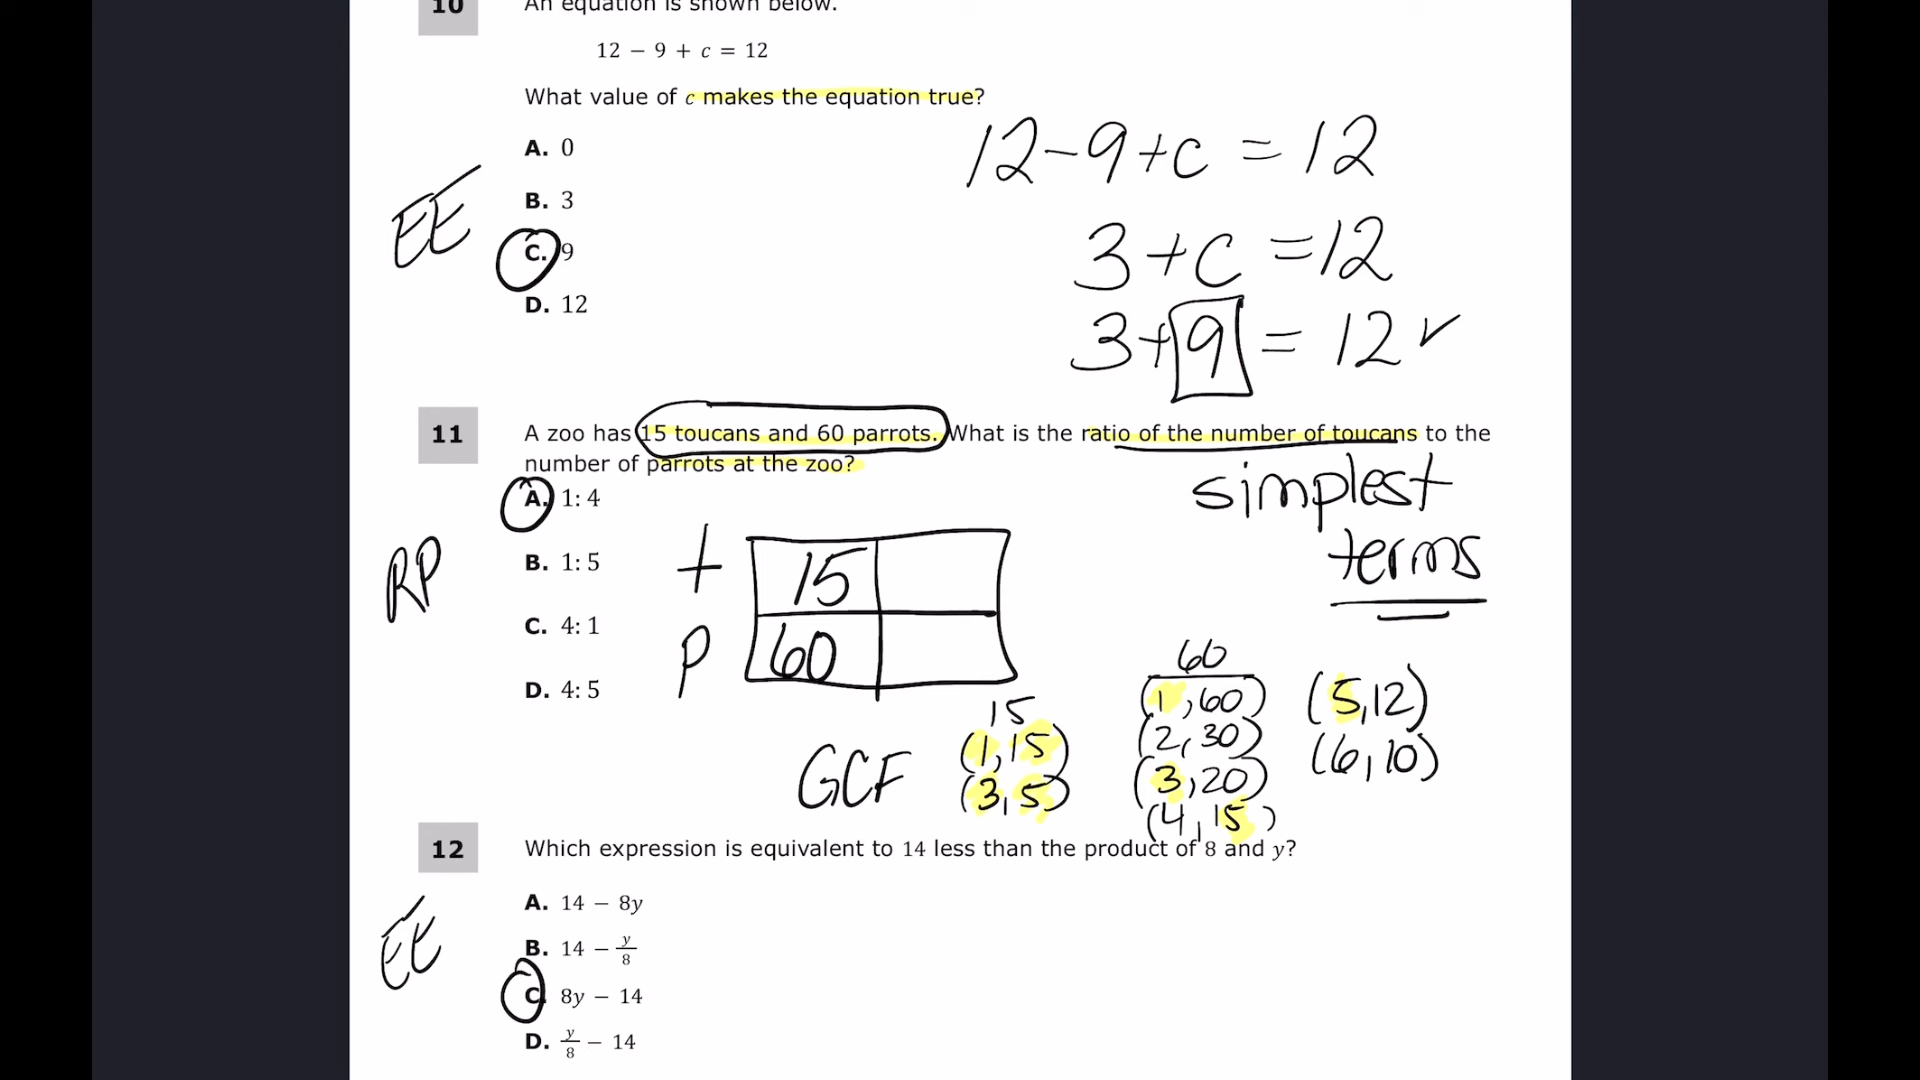 10 An equation is shown below.
12 − 9 + c = 12
What value of c makes the equation true?
12-9+c = 12
A. 0
EE
B. 3
3+c =12
C. 9
D. 12
3+9 = 12 ✓
11 A zoo has 15 toucans and 60 parrots. What is the ratio of the number of toucans to the
number of parrots at the zoo?
simplest
terms
A. 1: 4
RP
B. 1: 5
C. 4: 1
D. 4: 5
t 15
p 60
GCF
15
(1,15)
(3,5)
60
(1,60) (5,12)
(2,30) (6,10)
(3,20)
(4,15)
12 Which expression is equivalent to 14 less than the product of 8 and y?
EE
A. 14 − 8y
B. 14 − y/8
C. 8y − 14
D. y/8 − 14